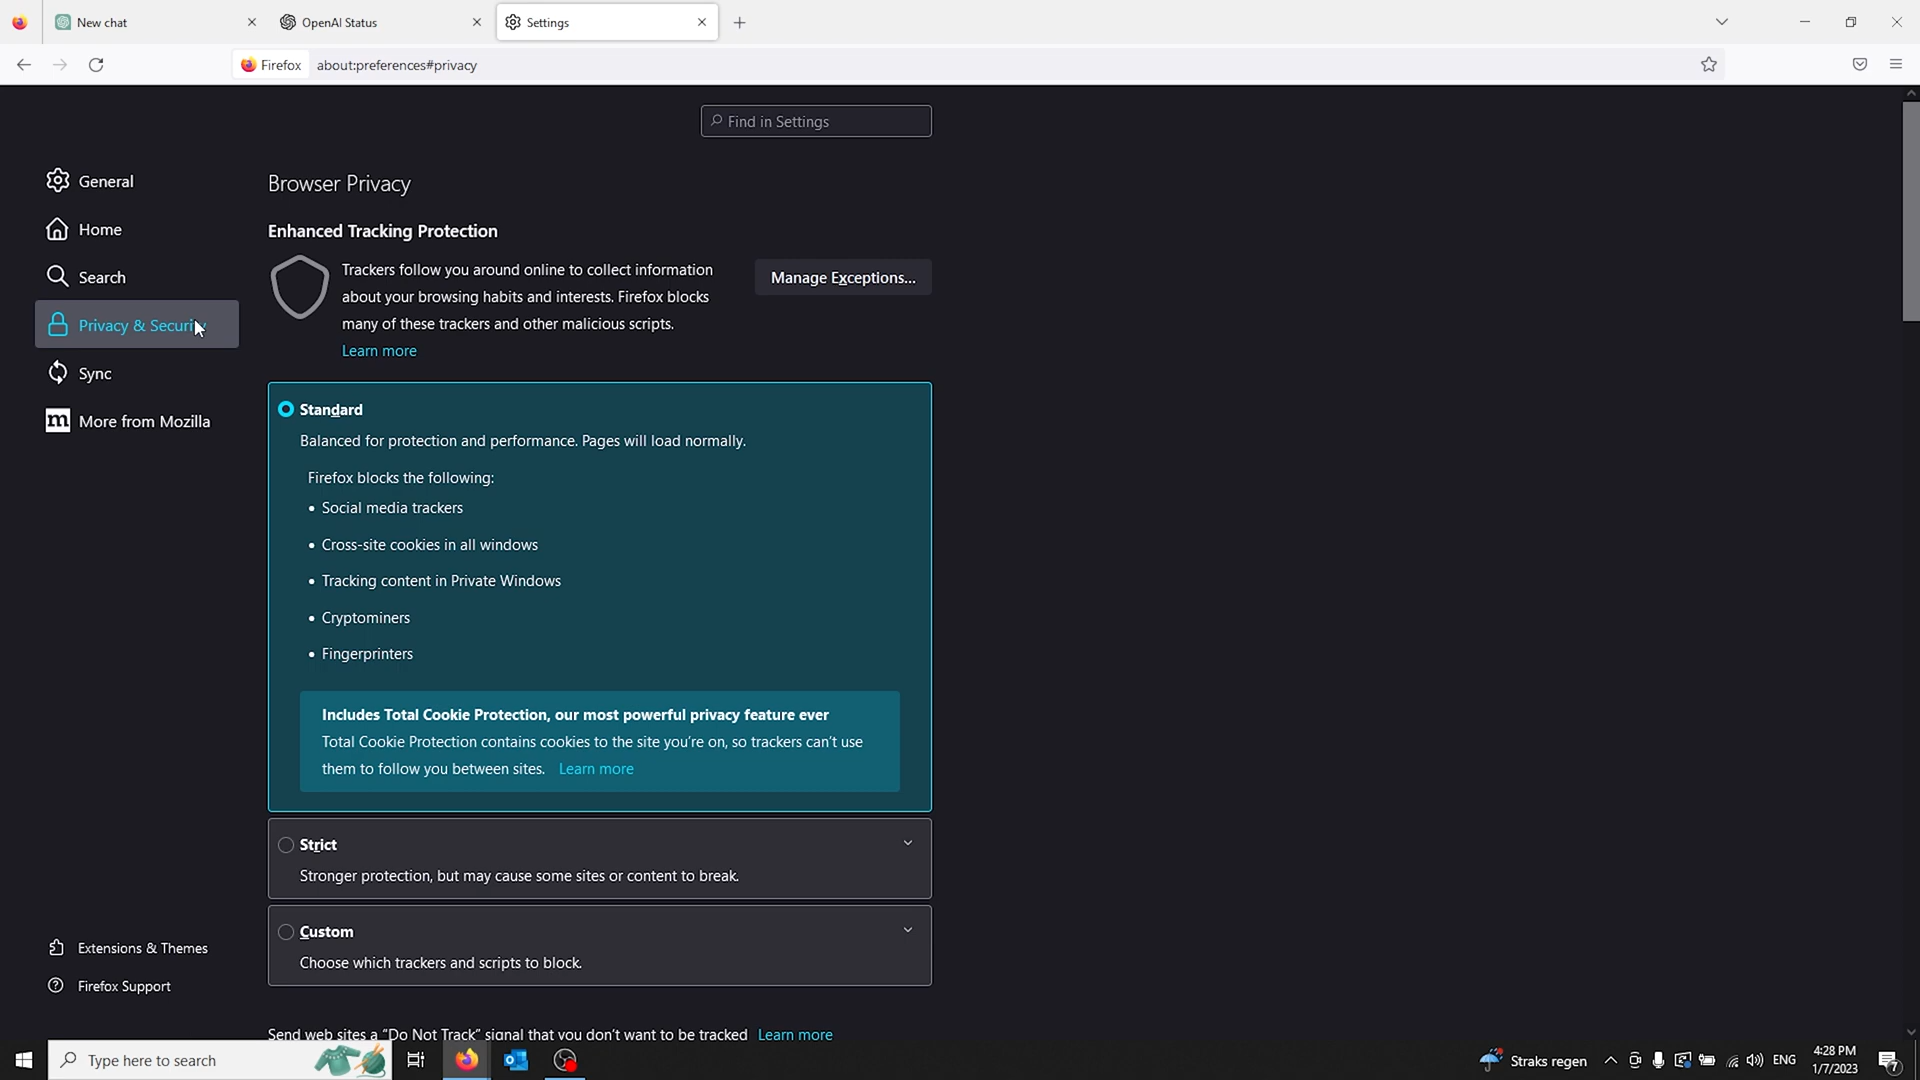 New chat
OpenAI Status
Settings
Firefox
about:preferences#privacy
Find in Settings
General
Home
Search
Privacy & Security
Sync
More from Mozilla
Extensions & Themes
Firefox Support
Browser Privacy
Enhanced Tracking Protection
Trackers follow you around online to collect information
about your browsing habits and interests. Firefox blocks
many of these trackers and other malicious scripts.
Learn more
Manage Exceptions...
Standard
Balanced for protection and performance. Pages will load normally.
Firefox blocks the following:
• Social media trackers
• Cross-site cookies in all windows
• Tracking content in Private Windows
• Cryptominers
• Fingerprinters
Includes Total Cookie Protection, our most powerful privacy feature ever
Total Cookie Protection contains cookies to the site you're on, so trackers can't use
them to follow you between sites. Learn more
Strict
Stronger protection, but may cause some sites or content to break.
Custom
Choose which trackers and scripts to block.
Send web sites a "Do Not Track" signal that you don't want to be tracked Learn more
Type here to search
Straks regen
ENG
4:28 PM
1/7/2023
7